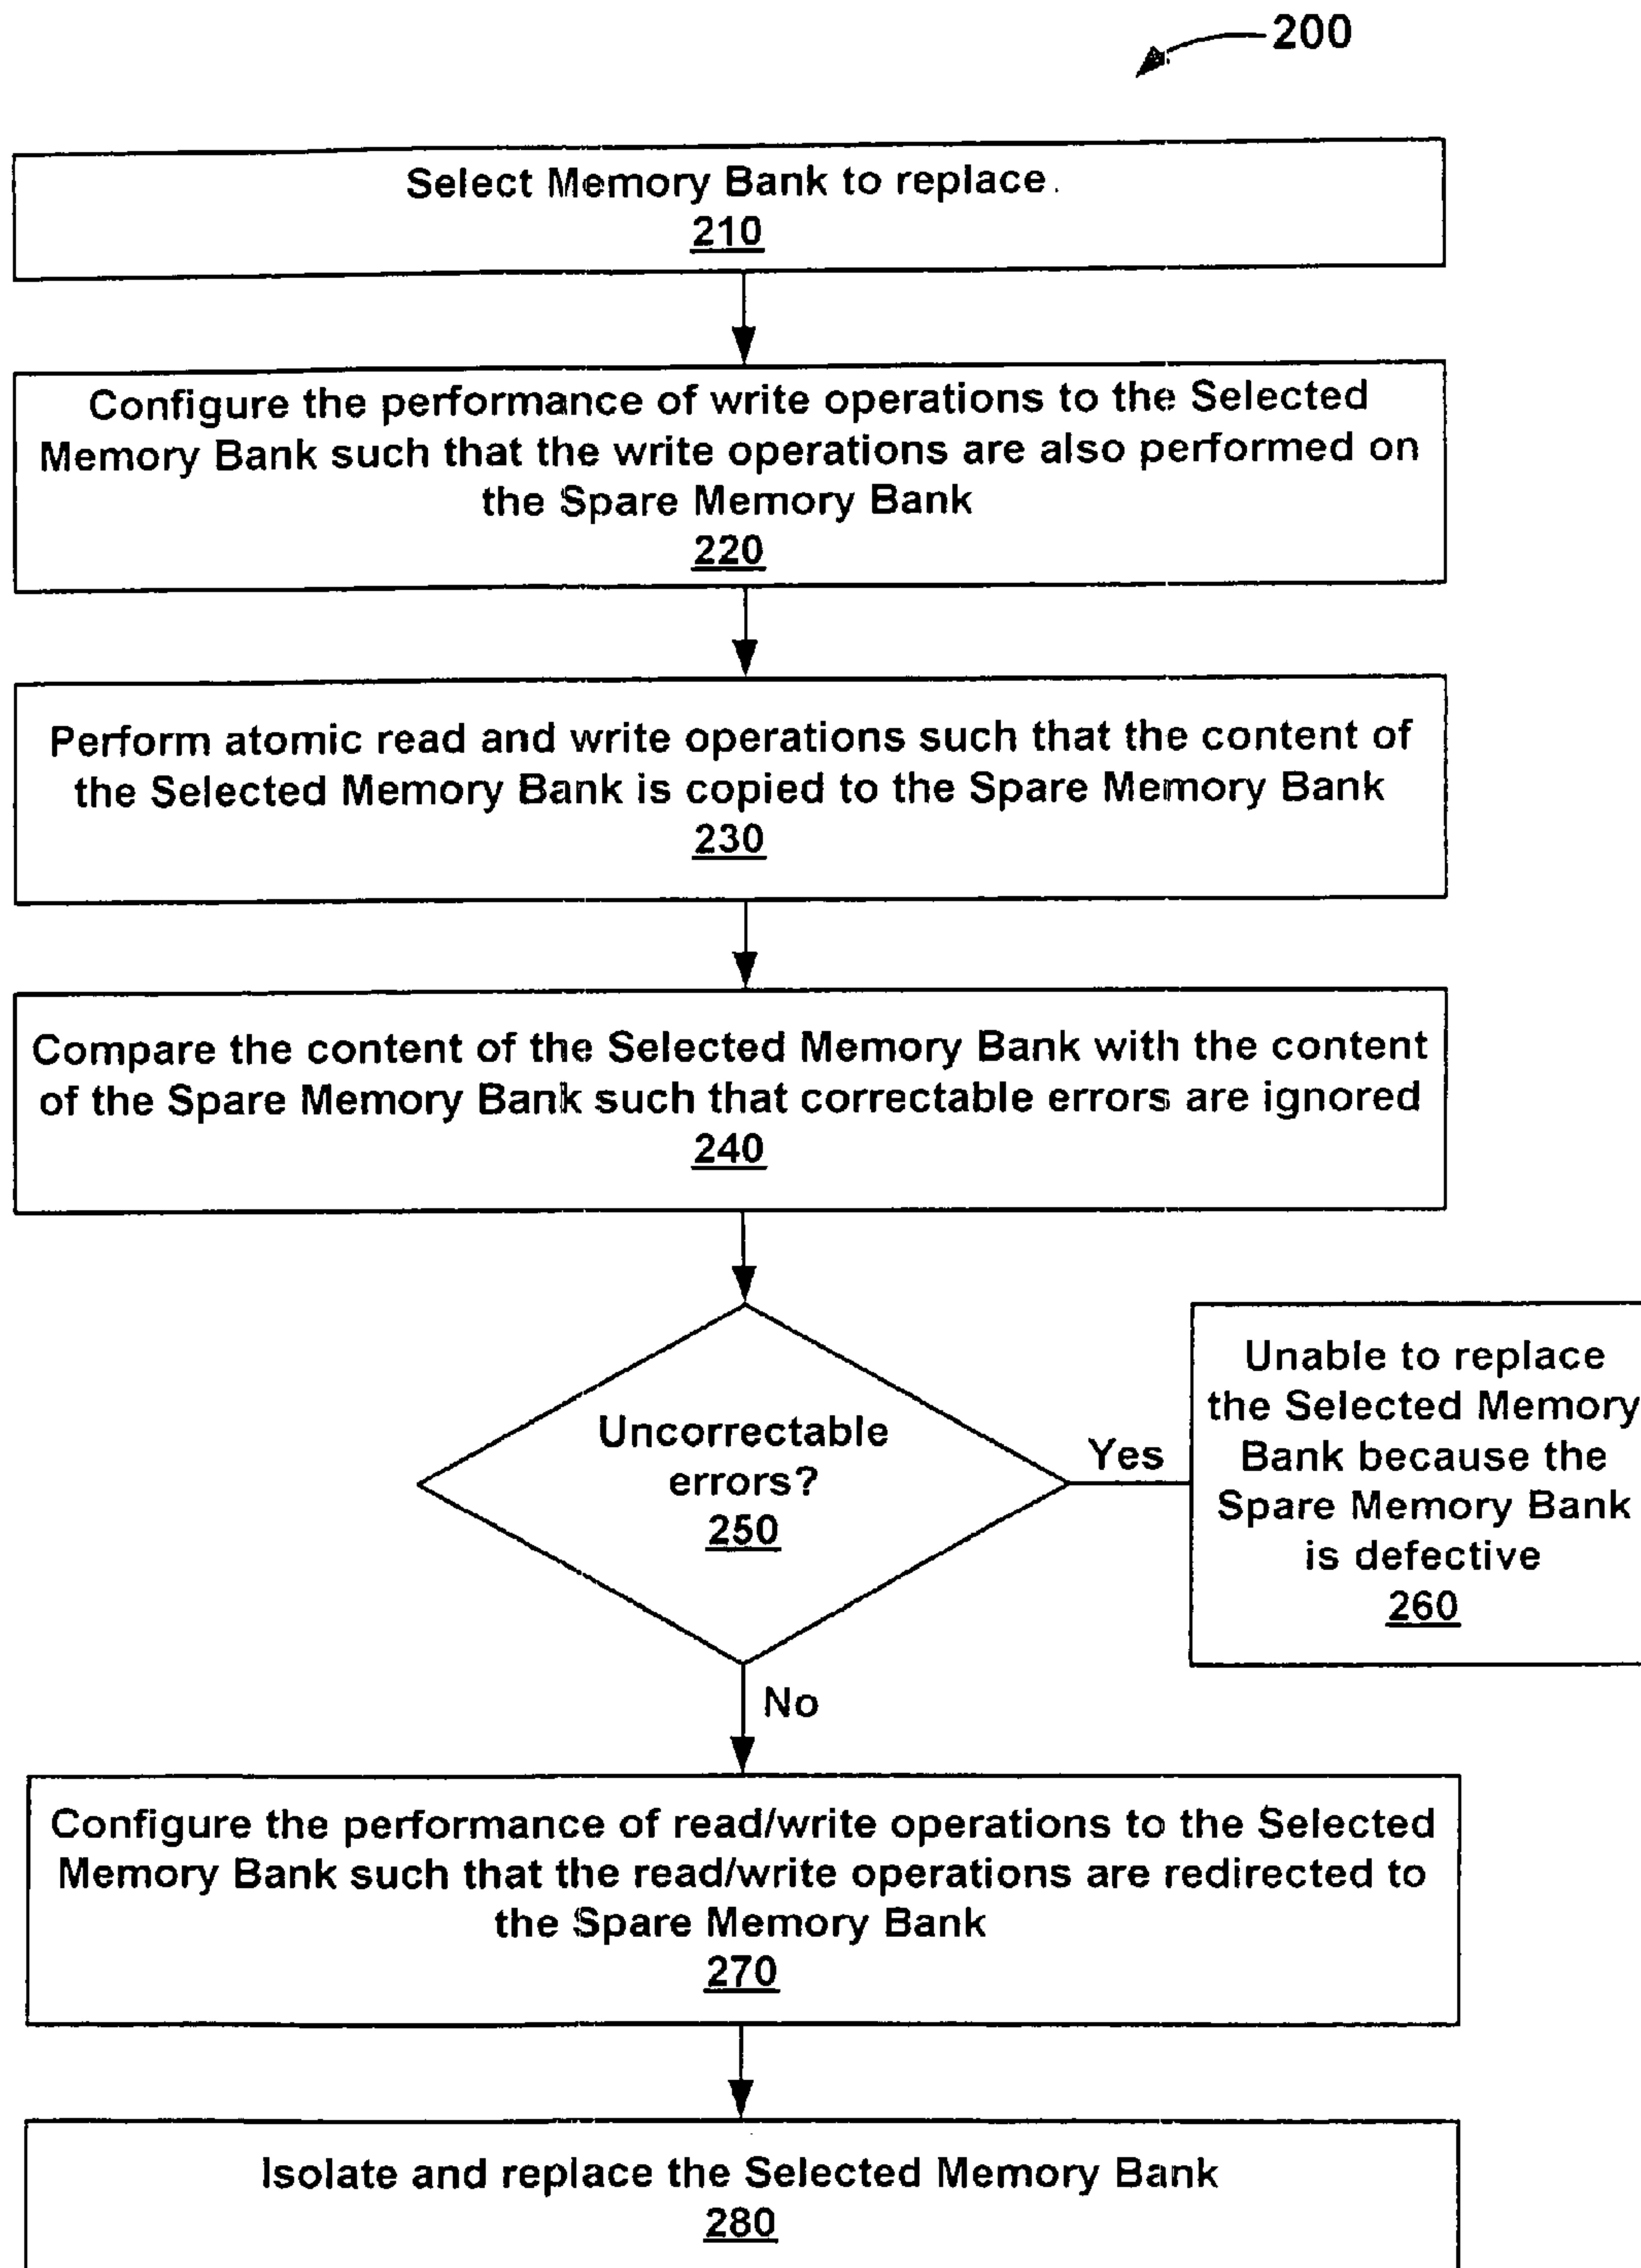 200
Select Memory Bank to replace.
210
Configure the performance of write operations to the Selected
Memory Bank such that the write operations are also performed on
the Spare Memory Bank
220
Perform atomic read and write operations such that the content of
the Selected Memory Bank is copied to the Spare Memory Bank
230
Compare the content of the Selected Memory Bank with the content
of the Spare Memory Bank such that correctable errors are ignored
240
Uncorrectable
errors?
250
Yes
Unable to replace
the Selected Memory
Bank because the
Spare Memory Bank
is defective
260
No
Configure the performance of read/write operations to the Selected
Memory Bank such that the read/write operations are redirected to
the Spare Memory Bank
270
Isolate and replace the Selected Memory Bank
280